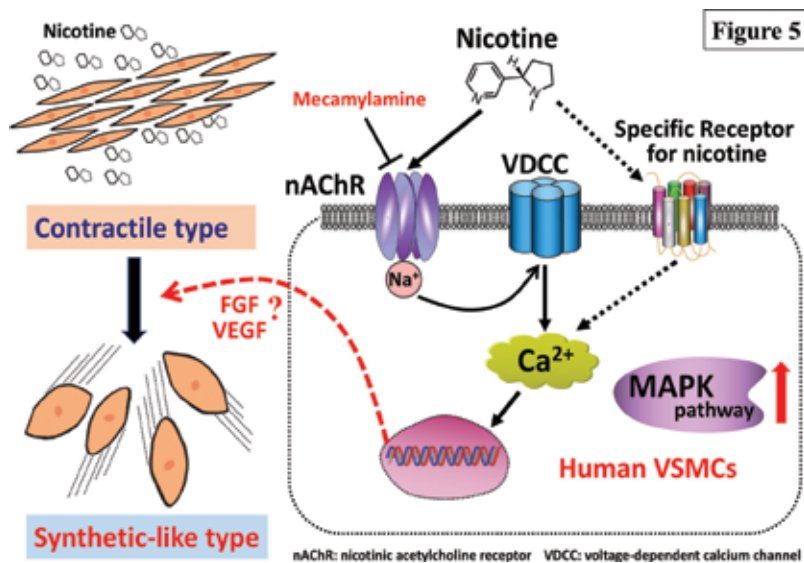 Figure 5
Nicotine
Nicotine
H
N
N
Mecamylamine
nAChR
VDCC
Specific Receptor
for nicotine
Contractile type
Na⁺
FGF ?
VEGF
Ca²⁺
MAPK
pathway
Human VSMCs
Synthetic-like type
nAChR: nicotinic acetylcholine receptor VDCC: voltage-dependent calcium channel